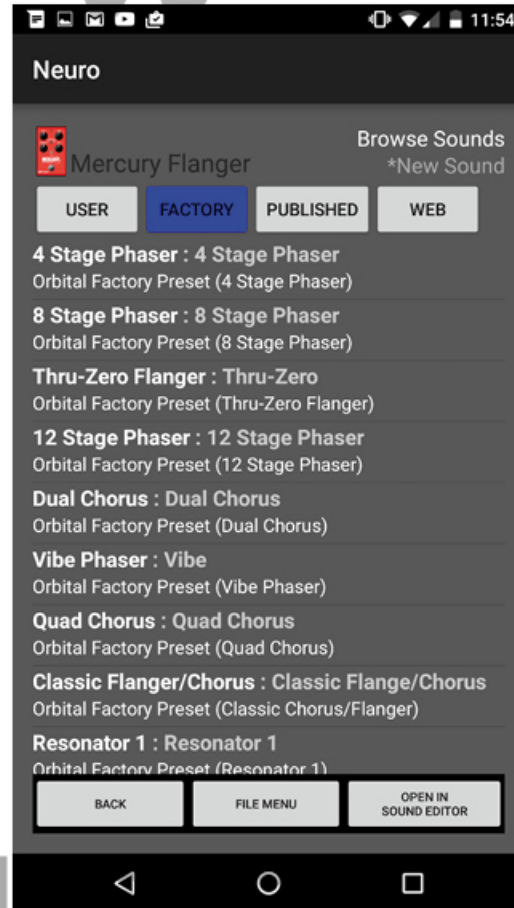 11:54
Neuro
Browse Sounds
Mercury Flanger
*New Sound
USER
FACTORY
PUBLISHED
WEB
4 Stage Phaser : 4 Stage Phaser
Orbital Factory Preset (4 Stage Phaser)
8 Stage Phaser : 8 Stage Phaser
Orbital Factory Preset (8 Stage Phaser)
Thru-Zero Flanger : Thru-Zero
Orbital Factory Preset (Thru-Zero Flanger)
12 Stage Phaser : 12 Stage Phaser
Orbital Factory Preset (12 Stage Phaser)
Dual Chorus : Dual Chorus
Orbital Factory Preset (Dual Chorus)
Vibe Phaser : Vibe
Orbital Factory Preset (Vibe Phaser)
Quad Chorus : Quad Chorus
Orbital Factory Preset (Quad Chorus)
Classic Flanger/Chorus : Classic Flange/Chorus
Orbital Factory Preset (Classic Chorus/Flanger)
Resonator 1 : Resonator 1
Orbital Factory Preset (Resonator 1)
BACK
FILE MENU
OPEN IN
SOUND EDITOR